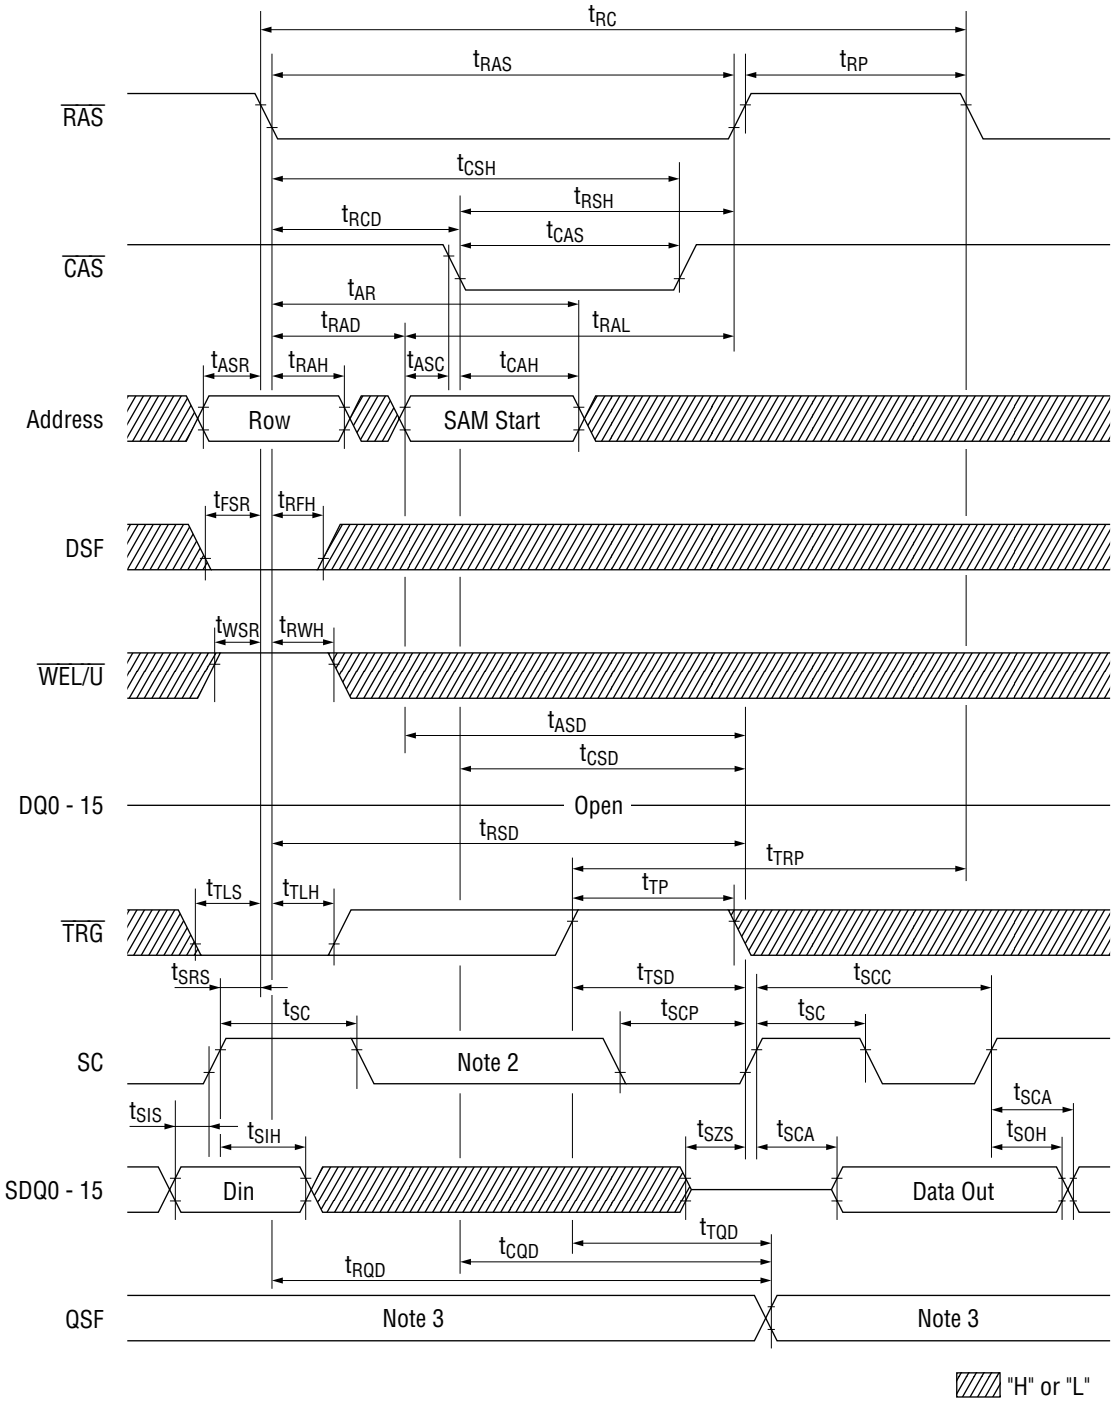 tRC
tRAS
tRP
RAS
tCSH
tRSH
tRCD
tCAS
CAS
tAR
tRAD
tRAL
tASR
tRAH
tASC
tCAH
Address
Row
SAM Start
tFSR
tRFH
DSF
tWSR
tRWH
WEL/U
tASD
tCSD
DQ0 - 15
Open
tRSD
tTRP
tTLS
tTLH
tTP
TRG
tSRS
tTSD
tSCC
tSC
tSCP
tSC
SC
Note 2
tSIS
tSIH
tSZS
tSCA
tSCA
tSOH
SDQ0 - 15
Din
Data Out
tTQD
tCQD
tRQD
QSF
Note 3
Note 3
"H" or "L"